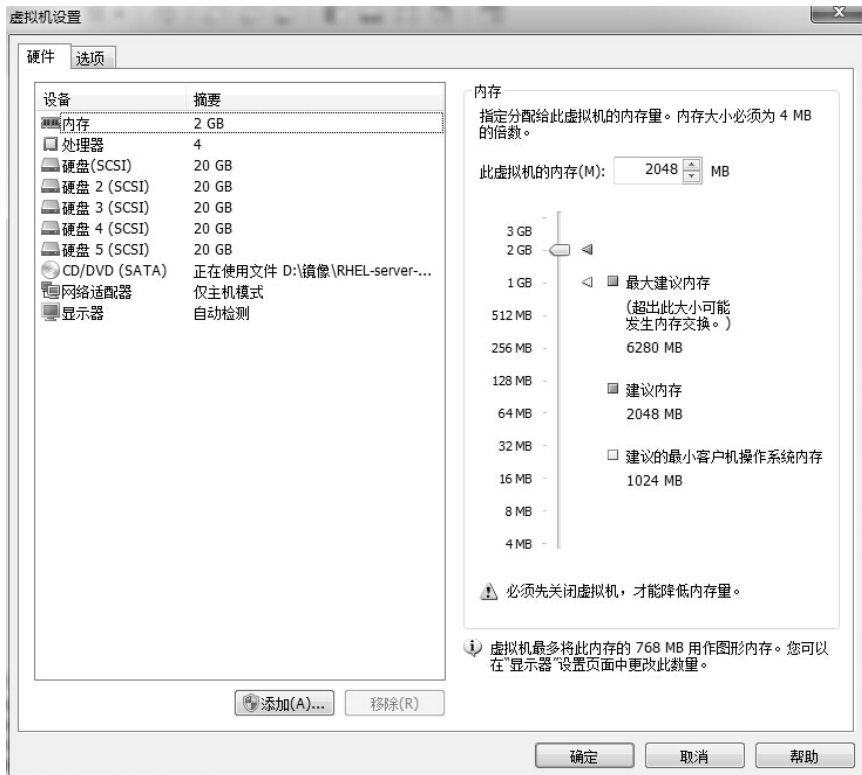 虚拟机设置
硬件 选项
设备 摘要
内存 2 GB
处理器 4
硬盘(SCSI) 20 GB
硬盘 2 (SCSI) 20 GB
硬盘 3 (SCSI) 20 GB
硬盘 4 (SCSI) 20 GB
硬盘 5 (SCSI) 20 GB
CD/DVD (SATA) 正在使用文件 D:\镜像\RHEL-server-...
网络适配器 仅主机模式
显示器 自动检测
添加(A)... 移除(R)
内存
指定分配给此虚拟机的内存量。内存大小必须为 4 MB
的倍数。
此虚拟机的内存(M): 2048 MB
3 GB
2 GB
1 GB
512 MB
256 MB
128 MB
64 MB
32 MB
16 MB
8 MB
4 MB
最大建议内存
(超出此大小可能
发生内存交换。)
6280 MB
建议内存
2048 MB
建议的最小客户机操作系统内存
1024 MB
必须先关闭虚拟机，才能降低内存量。
虚拟机最多将此内存的 768 MB 用作图形内存。您可以
在"显示器"设置页面中更改此数量。
确定 取消 帮助